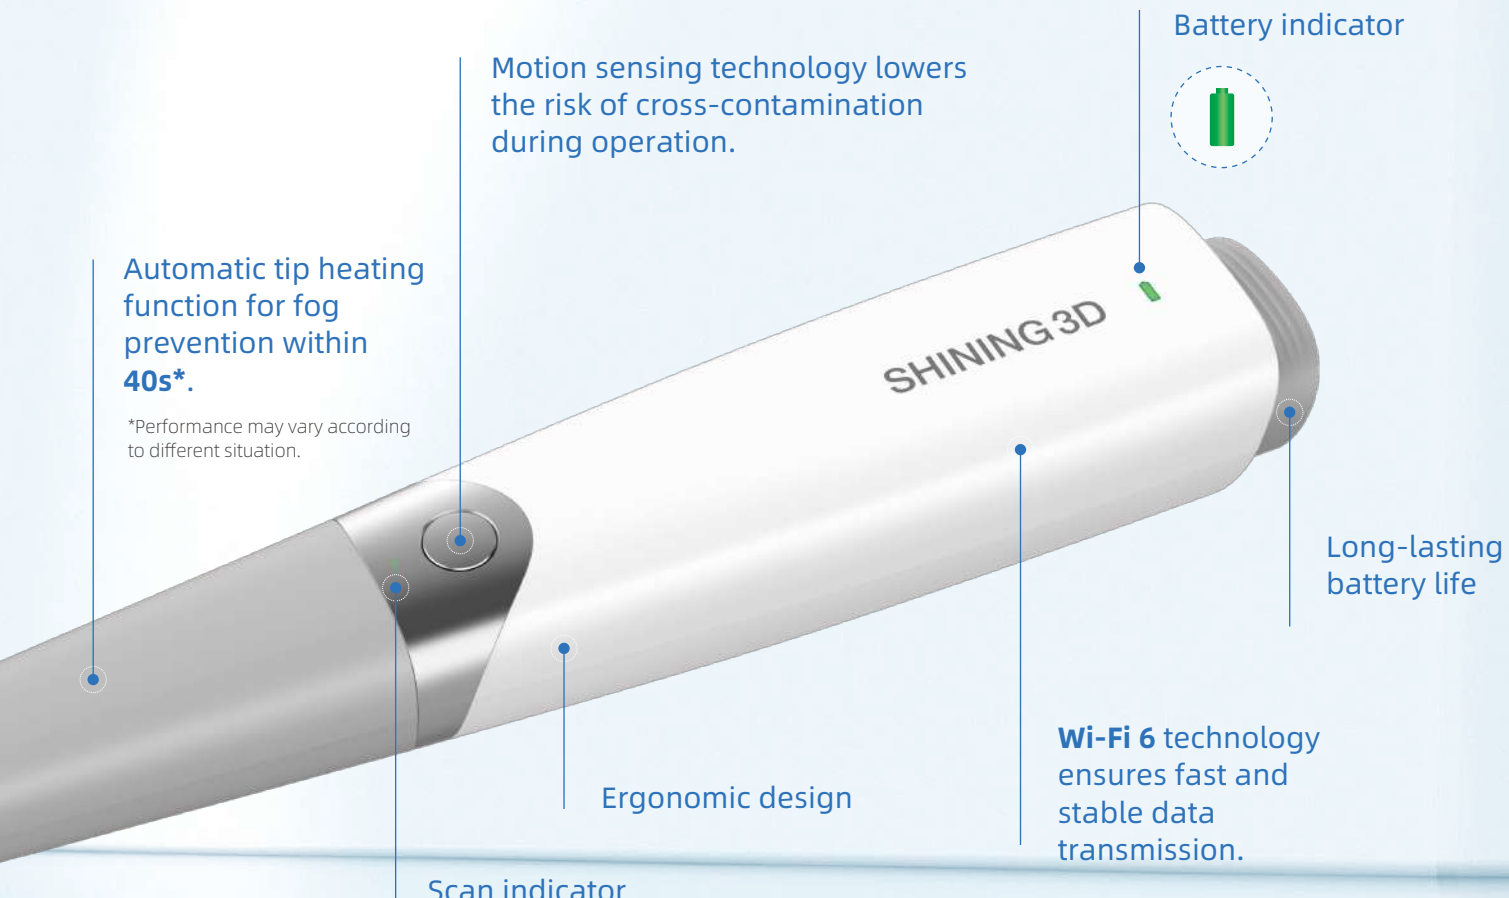 Battery indicator
Motion sensing technology lowers
the risk of cross-contamination
during operation.
Automatic tip heating
function for fog
prevention within
40s*.
*Performance may vary according
to different situation.
SHINING 3D
Long-lasting
battery life
Wi-Fi 6 technology
ensures fast and
stable data
transmission.
Ergonomic design
Scan indicator